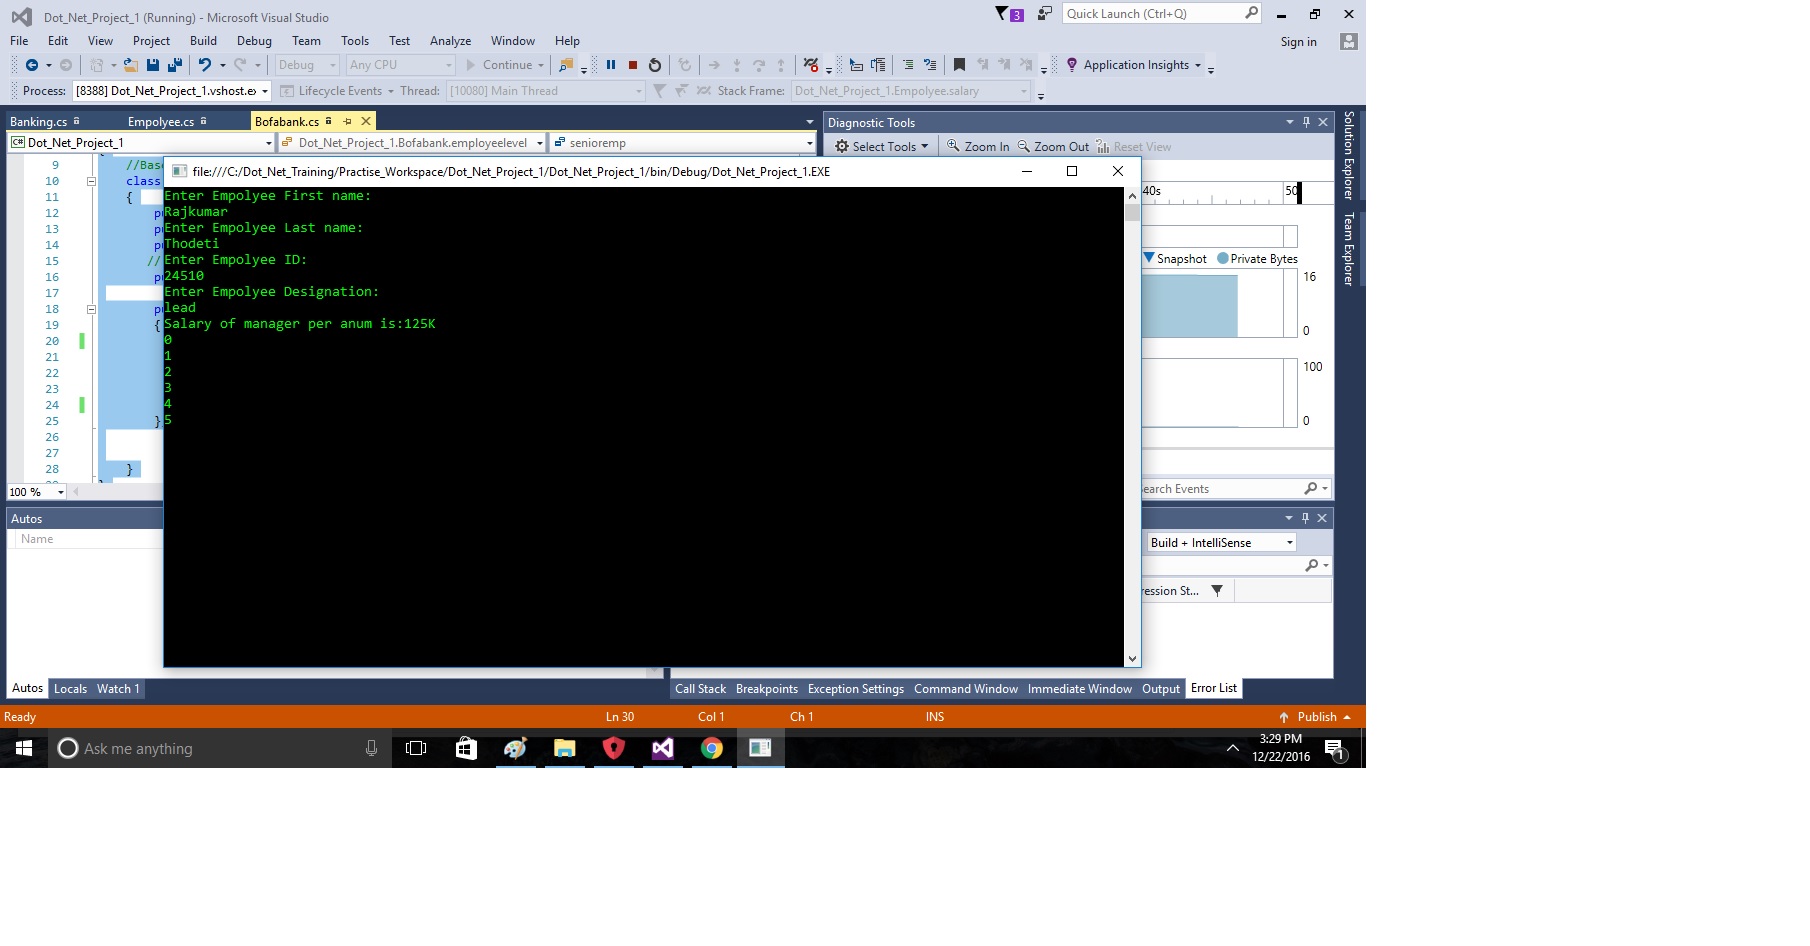 Dot_Net_Project_1 (Running) - Microsoft Visual Studio
3
Quick Launch (Ctrl+Q)
File Edit View Project Build Debug Team Tools Test Analyze Window Help
Sign in
Debug Any CPU Continue Application Insights
Process: [8388] Dot_Net_Project_1.vshost.ex Lifecycle Events Thread: [10080] Main Thread Stack Frame: Dot_Net_Project_1.Empolyee.salary
Banking.cs Empolyee.cs Bofabank.cs
Dot_Net_Project_1 Dot_Net_Project_1.Bofabank.employeelevel senioremp
Diagnostic Tools
Select Tools Zoom In Zoom Out Reset View
Solution Explorer
Team Explorer
9 //Bas
10 class
11 {
12
13
14
15 //
16
17
18
19 {
20
21
22
23
24
25 }
26
27
28 }
100 %
file:///C:/Dot_Net_Training/Practise_Workspace/Dot_Net_Project_1/Dot_Net_Project_1/bin/Debug/Dot_Net_Project_1.EXE
Enter Empolyee First name:
Rajkumar
Enter Empolyee Last name:
Thodeti
Enter Empolyee ID:
24510
Enter Empolyee Designation:
lead
Salary of manager per anum is:125K
0
1
2
3
4
5
40s 50
Snapshot Private Bytes
16
0
100
0
earch Events
Autos
Name
Build + IntelliSense
ression St...
Autos Locals Watch 1
Call Stack Breakpoints Exception Settings Command Window Immediate Window Output Error List
Ready Ln 30 Col 1 Ch 1 INS Publish
Ask me anything
3:29 PM
12/22/2016
1